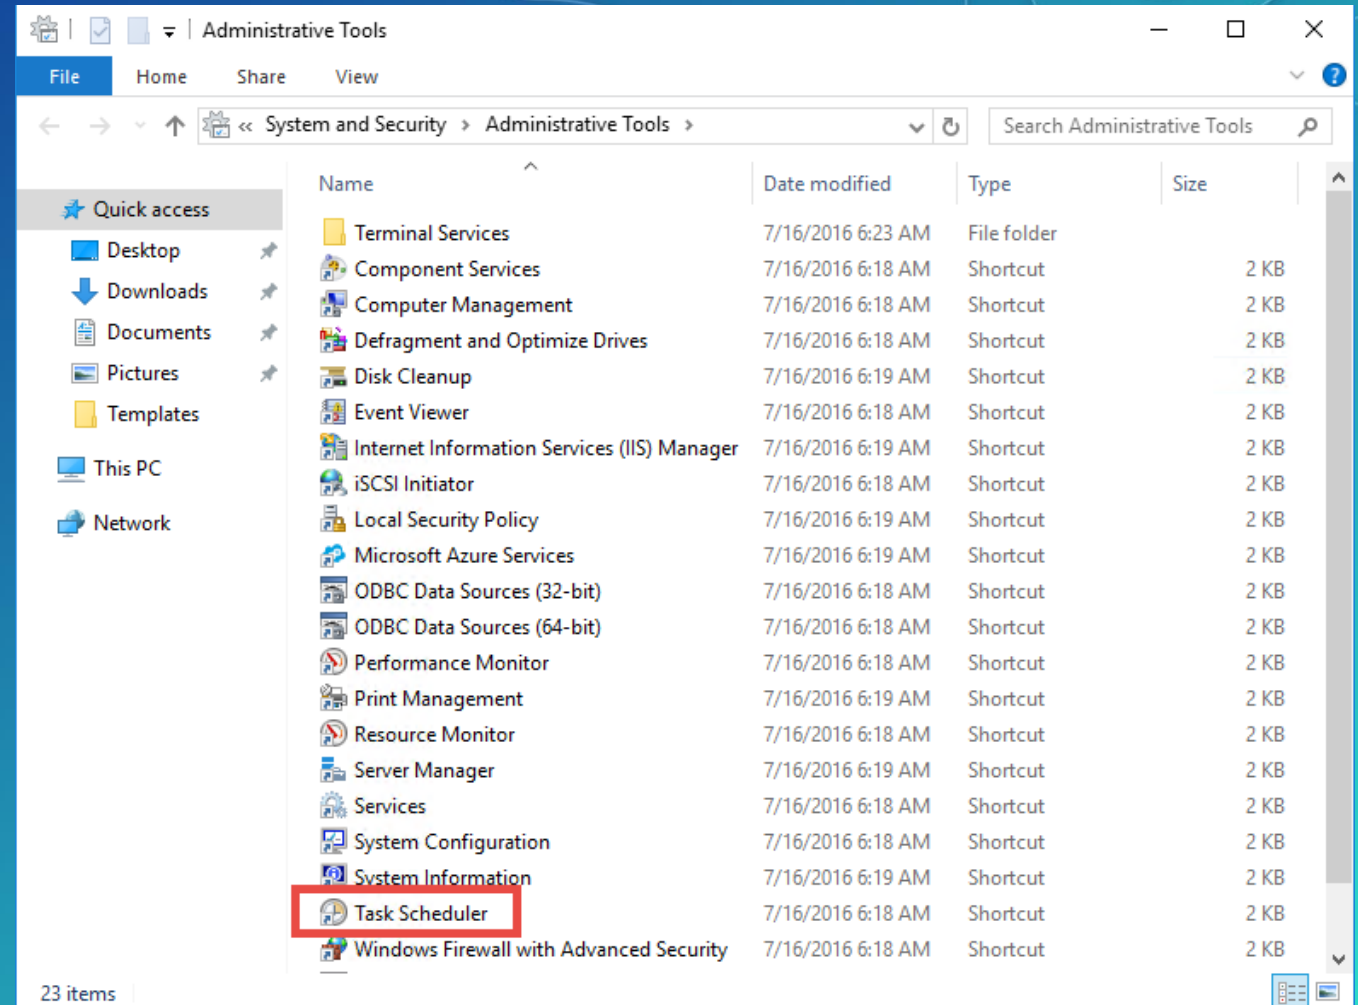 Administrative Tools
File Home Share View
« System and Security > Administrative Tools > Search Administrative Tools
Name Date modified Type Size
Quick access
Desktop
Downloads
Documents
Pictures
Templates
This PC
Network
Terminal Services 7/16/2016 6:23 AM File folder
Component Services 7/16/2016 6:18 AM Shortcut 2 KB
Computer Management 7/16/2016 6:18 AM Shortcut 2 KB
Defragment and Optimize Drives 7/16/2016 6:18 AM Shortcut 2 KB
Disk Cleanup 7/16/2016 6:19 AM Shortcut 2 KB
Event Viewer 7/16/2016 6:18 AM Shortcut 2 KB
Internet Information Services (IIS) Manager 7/16/2016 6:19 AM Shortcut 2 KB
iSCSI Initiator 7/16/2016 6:18 AM Shortcut 2 KB
Local Security Policy 7/16/2016 6:19 AM Shortcut 2 KB
Microsoft Azure Services 7/16/2016 6:19 AM Shortcut 2 KB
ODBC Data Sources (32-bit) 7/16/2016 6:18 AM Shortcut 2 KB
ODBC Data Sources (64-bit) 7/16/2016 6:18 AM Shortcut 2 KB
Performance Monitor 7/16/2016 6:18 AM Shortcut 2 KB
Print Management 7/16/2016 6:19 AM Shortcut 2 KB
Resource Monitor 7/16/2016 6:18 AM Shortcut 2 KB
Server Manager 7/16/2016 6:19 AM Shortcut 2 KB
Services 7/16/2016 6:18 AM Shortcut 2 KB
System Configuration 7/16/2016 6:18 AM Shortcut 2 KB
System Information 7/16/2016 6:19 AM Shortcut 2 KB
Task Scheduler 7/16/2016 6:18 AM Shortcut 2 KB
Windows Firewall with Advanced Security 7/16/2016 6:18 AM Shortcut 2 KB
23 items